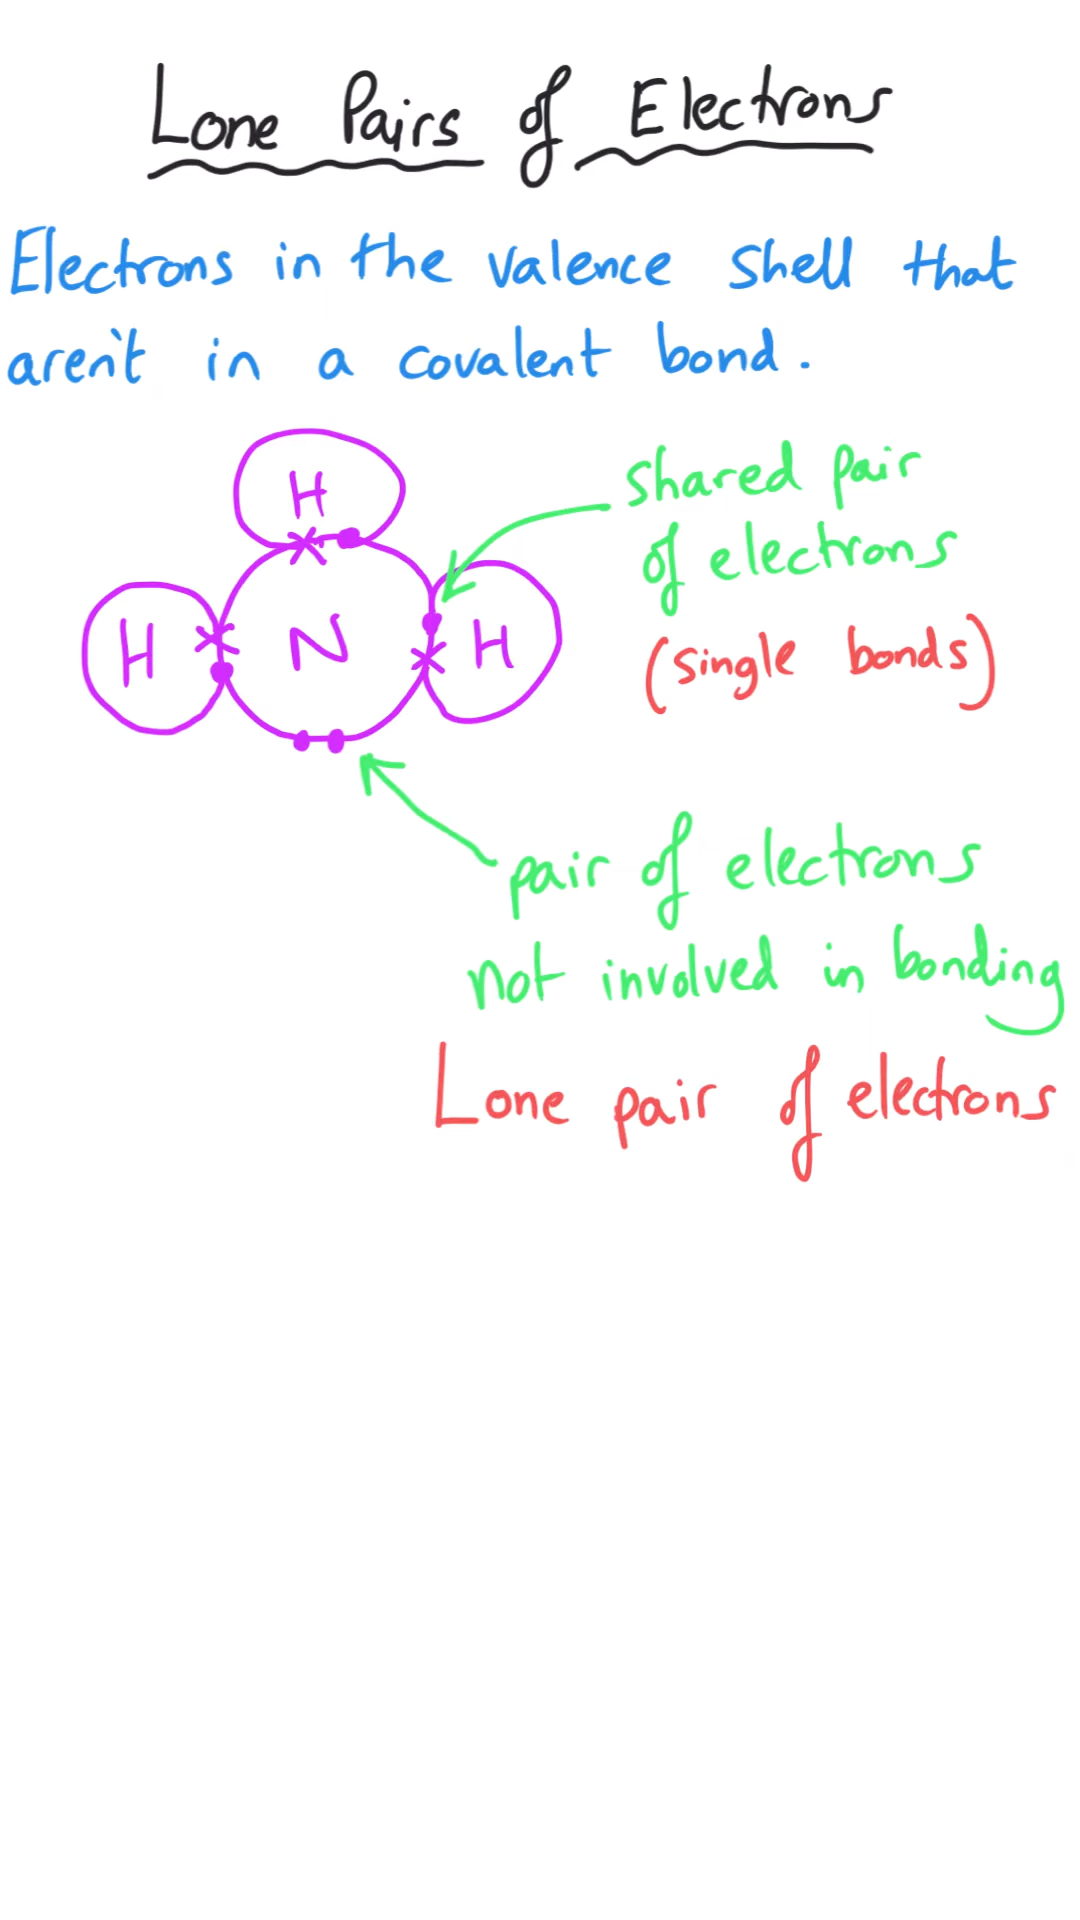 Lone Pairs of Electrons
Electrons in the valence shell that
aren't in a covalent bond.
H
H
N
H
shared pair
of electrons
(single bonds)
pair of electrons
not involved in bonding
Lone pair of electrons